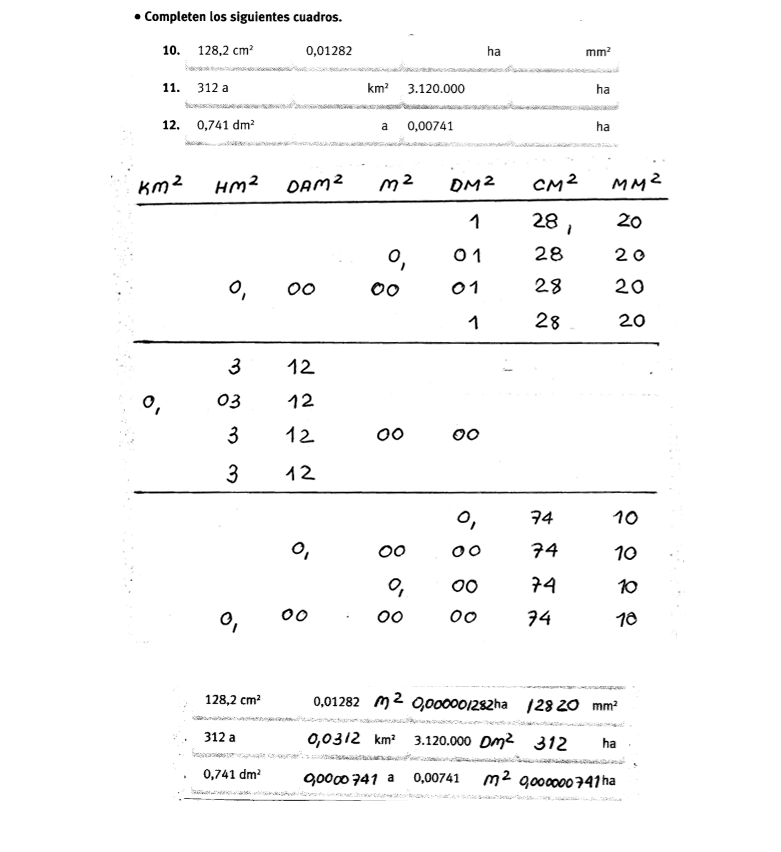 • Completen los siguientes cuadros.
10. 128,2 cm² 0,01282 ha mm²
11. 312 a km² 3.120.000 ha
12. 0,741 dm² a 0,00741 ha
KM² HM² DAM² M² DM² CM² MM²
1 28, 20
0, 01 28 20
0, 00 00 01 28 20
1 28 20
3 12
0, 03 12
3 12 00 00
3 12
0, 74 10
0, 00 00 74 10
0, 00 74 10
0, 00 00 00 74 10
128,2 cm² 0,01282 m² 0,000001282 ha 12820 mm²
312 a 0,0312 km² 3.120.000 DM² 312 ha
0,741 dm² 0,0000741 a 0,00741 m² 0,000000741 ha